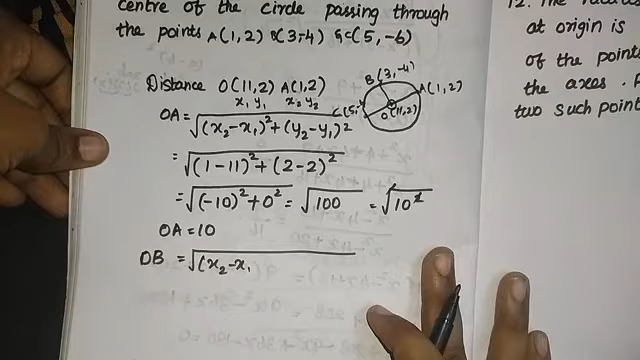 centre of the circle passing through
the points A(1,2) B(3,-4) & C(5,-6)
Distance O(11,2) A(1,2)
x₁ y₁ x₂ y₂
OA = √(x₂-x₁)² + (y₂-y₁)2
= √(1-11)² + (2-2)²
= √(-10)² + 0² = √100 = √10²
OA = 10
OB = √(x₂-x₁
B(3,-4)
A(1,2)
C(5,-
O(11,2)
at origin is
of the points
the axes.
two such point